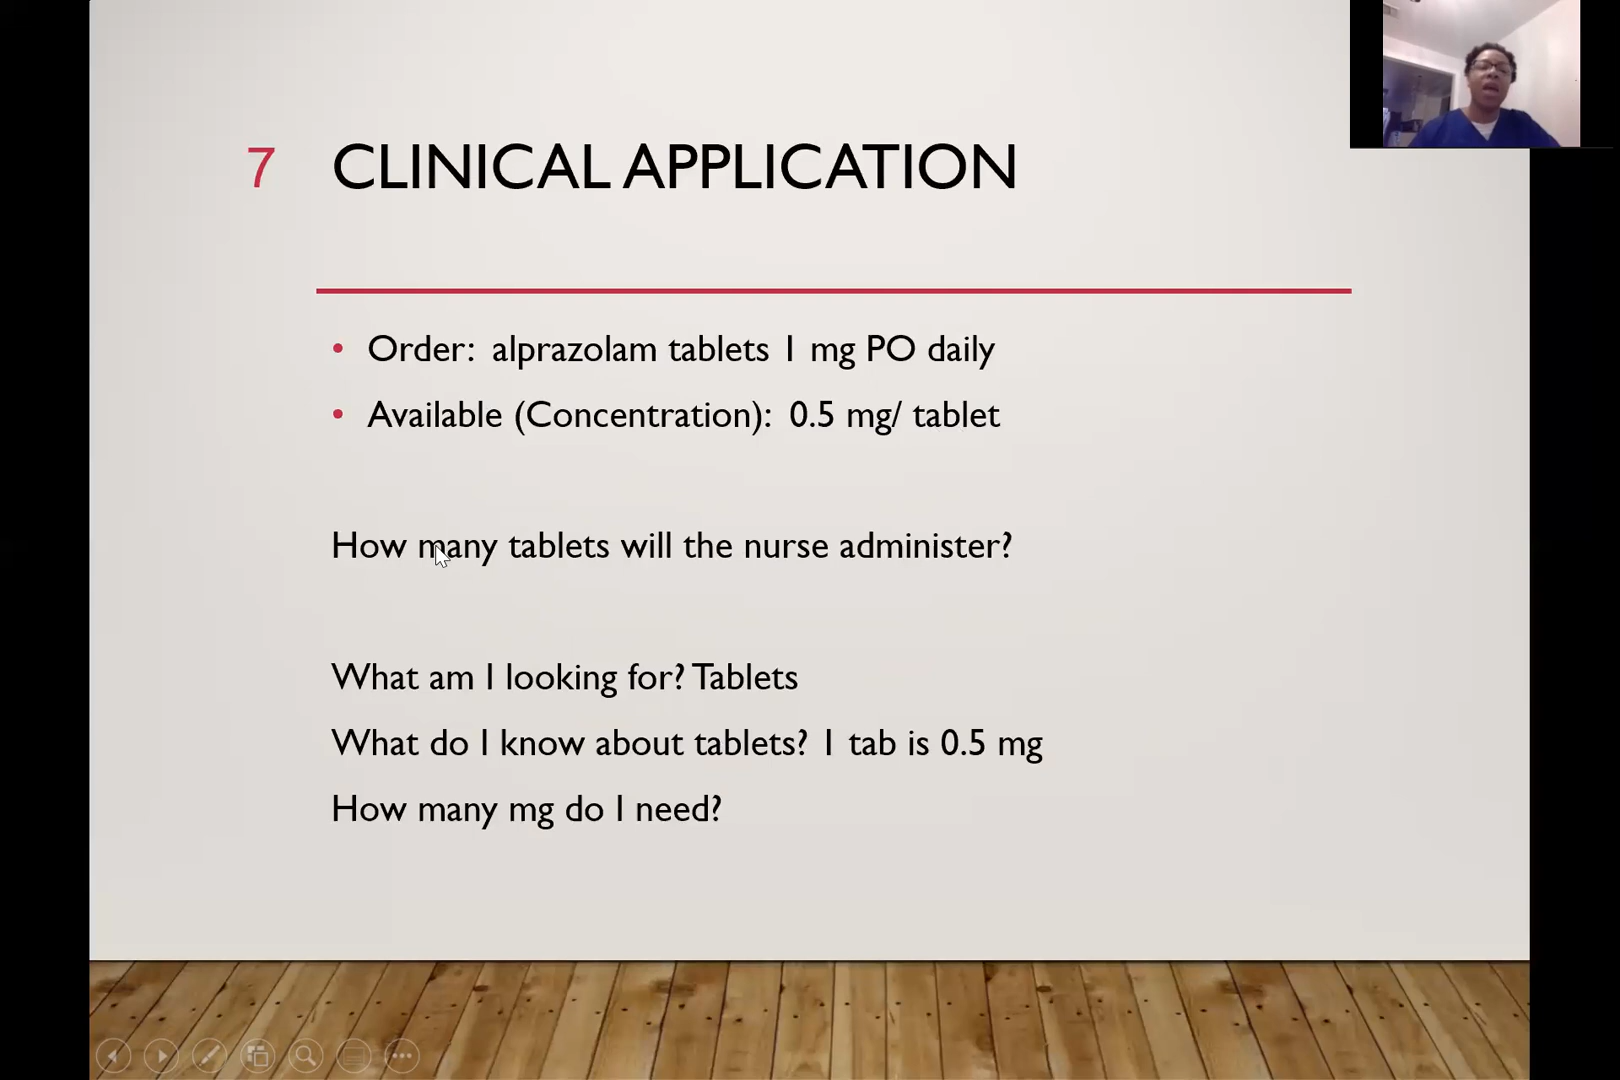 7 CLINICAL APPLICATION
• Order: alprazolam tablets 1 mg PO daily
• Available (Concentration): 0.5 mg/ tablet
How many tablets will the nurse administer?
What am I looking for? Tablets
What do I know about tablets? 1 tab is 0.5 mg
How many mg do I need?